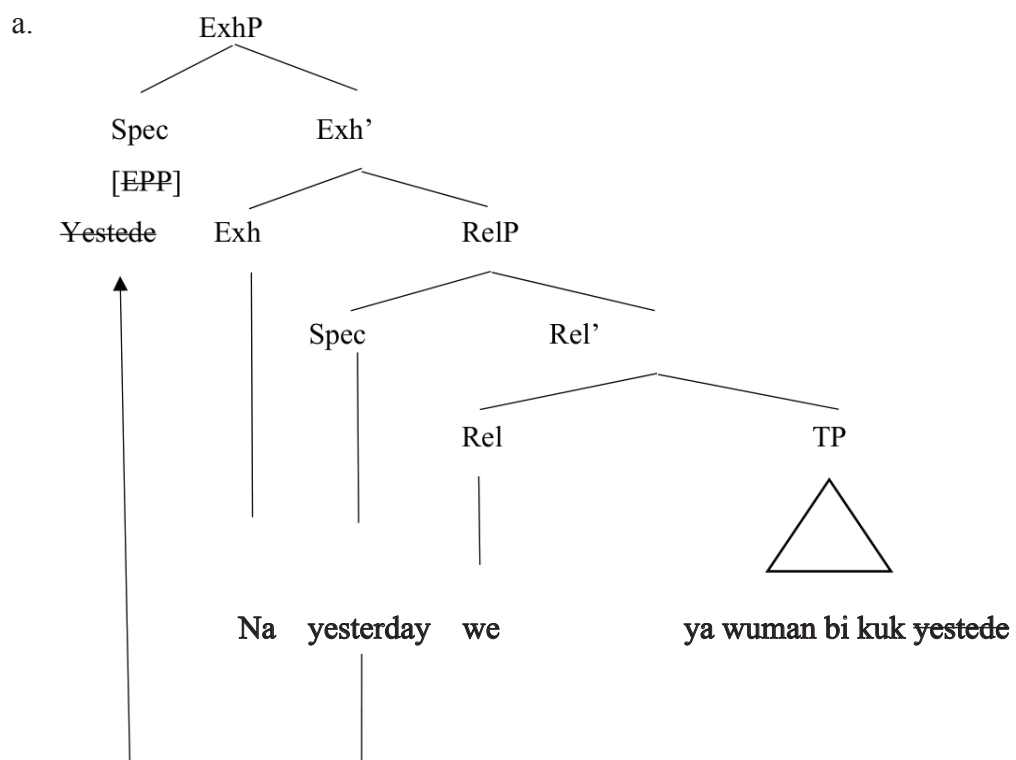 a.
ExhP
Spec Exh’
[EPP]
Yestede Exh RelP
Spec Rel’
Rel TP
Na yesterday we ya wuman bi kuk yestede